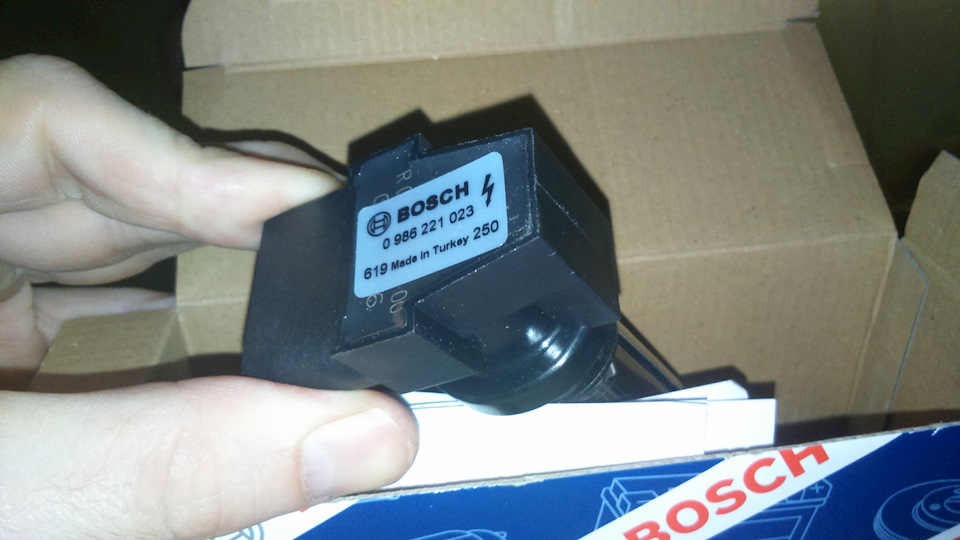 BOSCH
0 986 221 023
619 Made in Turkey 250
BOSCH